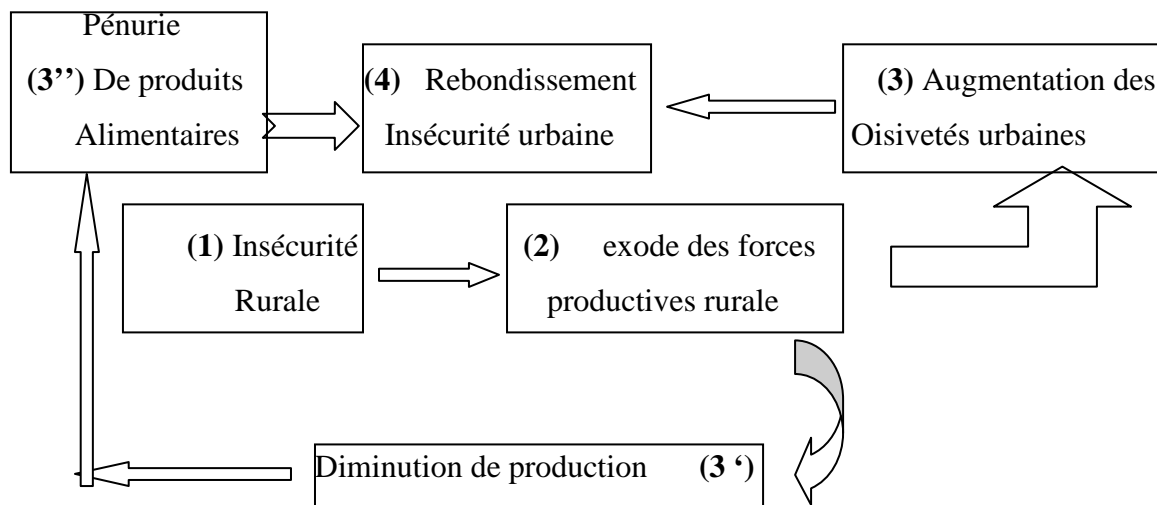 Pénurie
(3’’) De produits
Alimentaires
(4) Rebondissement
Insécurité urbaine
(3) Augmentation des
Oisivetés urbaines
(1) Insécurité
Rurale
(2) exode des forces
productives rurale
Diminution de production (3 ‘)